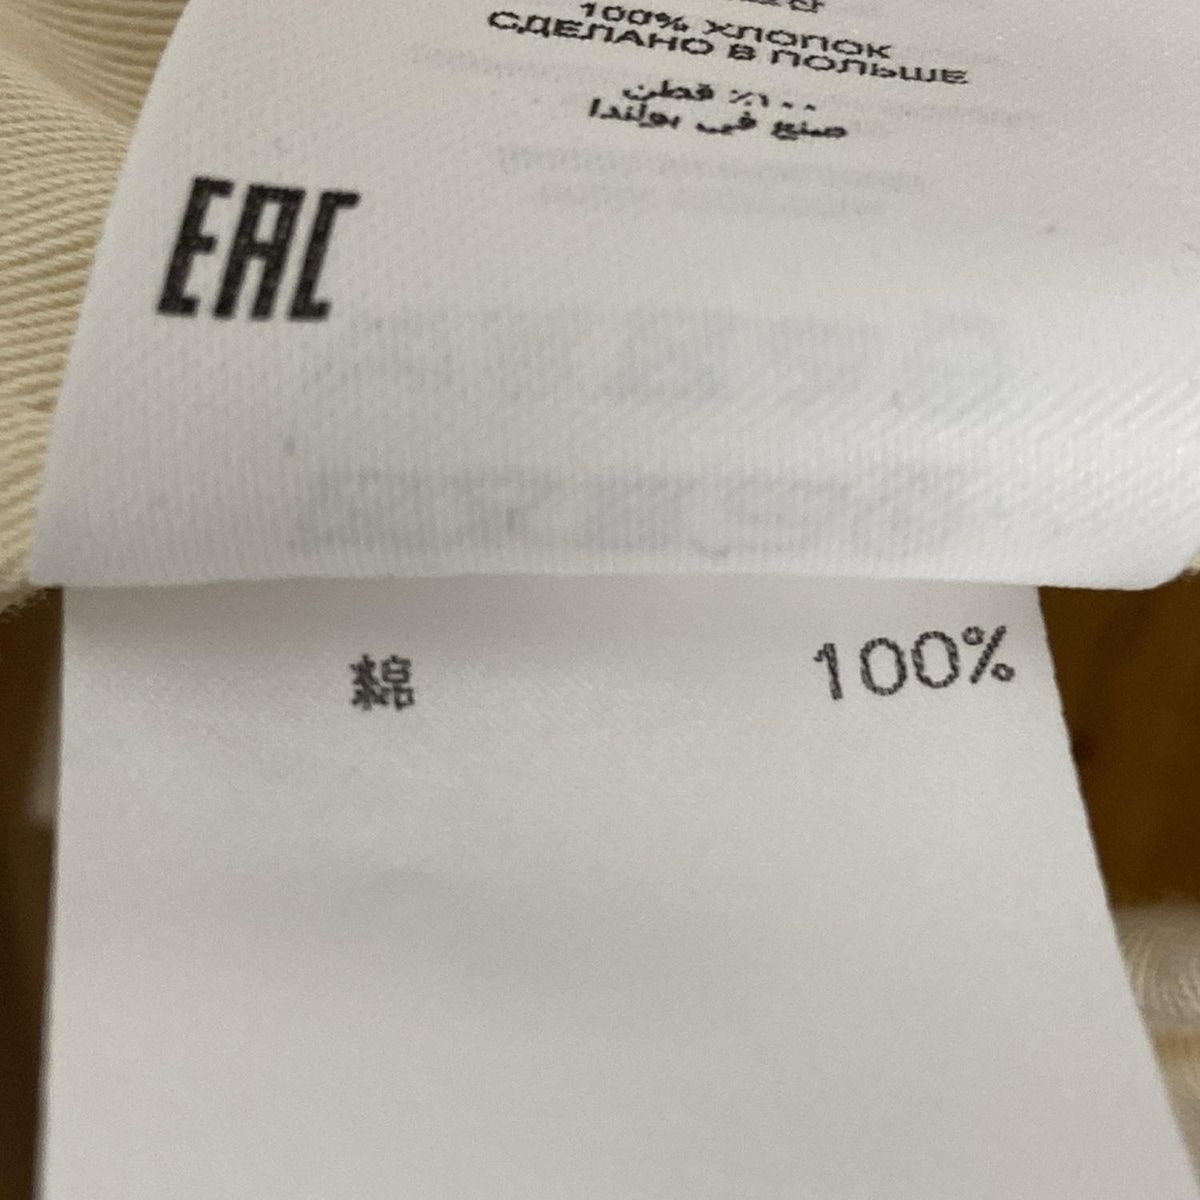 100% ХЛОПОК
СДЕЛАНО В ПОЛЬШЕ
١٠٠٪ قطن
صنع في بولندا
EAC
綿 100%